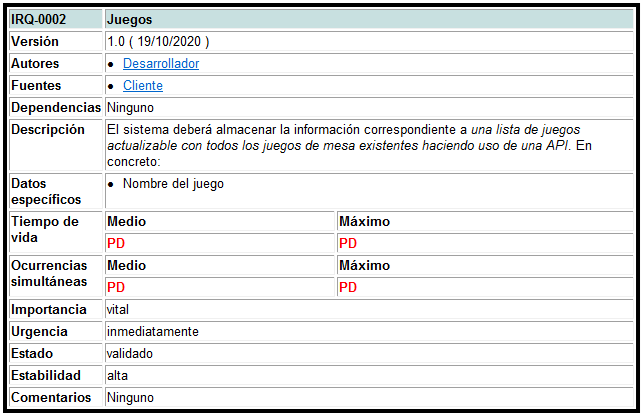 IRQ-0002 Juegos
Versión 1.0 ( 19/10/2020 )
Autores ● Desarrollador
Fuentes ● Cliente
Dependencias Ninguno
Descripción El sistema deberá almacenar la información correspondiente a una lista de juegos
actualizable con todos los juegos de mesa existentes haciendo uso de una API. En
concreto:
Datos ● Nombre del juego
específicos
Tiempo de Medio Máximo
vida PD PD
Ocurrencias Medio Máximo
simultáneas PD PD
Importancia vital
Urgencia inmediatamente
Estado validado
Estabilidad alta
Comentarios Ninguno